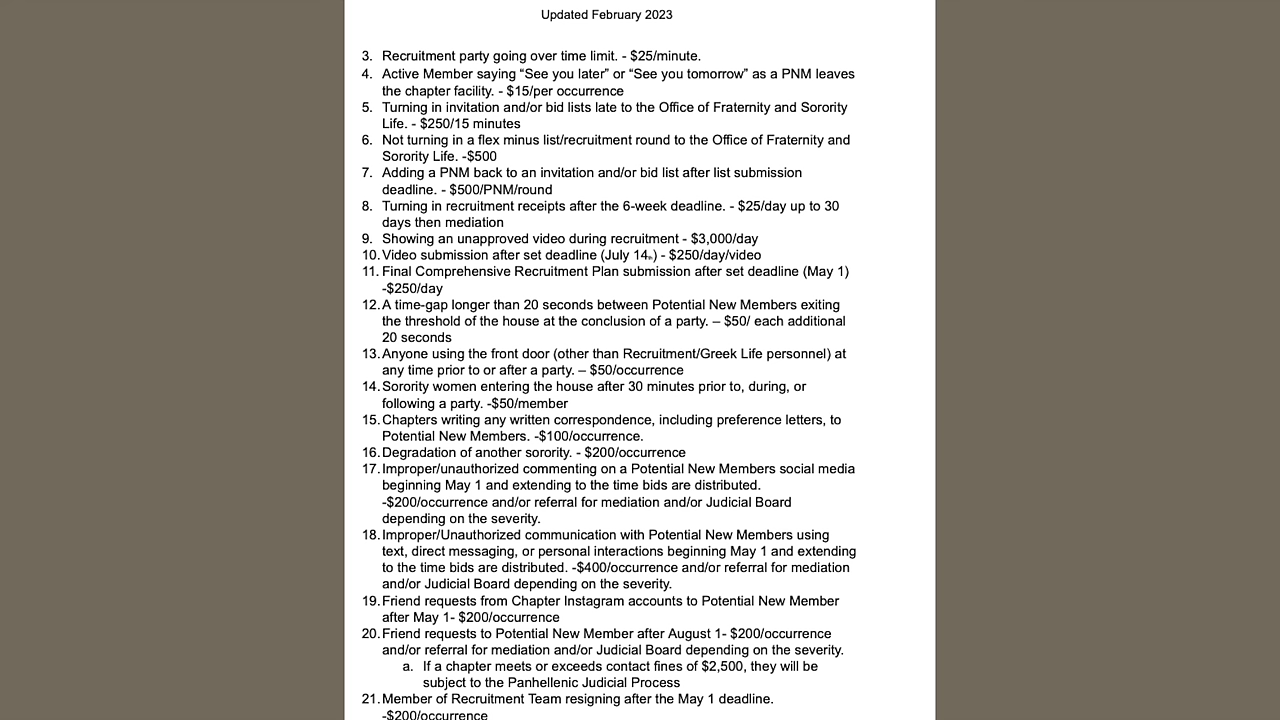 Updated February 2023
3. Recruitment party going over time limit. - $25/minute.
4. Active Member saying “See you later” or “See you tomorrow” as a PNM leaves
the chapter facility. - $15/per occurrence
5. Turning in invitation and/or bid lists late to the Office of Fraternity and Sorority
Life. - $250/15 minutes
6. Not turning in a flex minus list/recruitment round to the Office of Fraternity and
Sorority Life. -$500
7. Adding a PNM back to an invitation and/or bid list after list submission
deadline. - $500/PNM/round
8. Turning in recruitment receipts after the 6-week deadline. - $25/day up to 30
days then mediation
9. Showing an unapproved video during recruitment - $3,000/day
10. Video submission after set deadline (July 14.) - $250/day/video
11. Final Comprehensive Recruitment Plan submission after set deadline (May 1)
-$250/day
12. A time-gap longer than 20 seconds between Potential New Members exiting
the threshold of the house at the conclusion of a party. – $50/ each additional
20 seconds
13. Anyone using the front door (other than Recruitment/Greek Life personnel) at
any time prior to or after a party. – $50/occurrence
14. Sorority women entering the house after 30 minutes prior to, during, or
following a party. -$50/member
15. Chapters writing any written correspondence, including preference letters, to
Potential New Members. -$100/occurrence.
16. Degradation of another sorority. - $200/occurrence
17. Improper/unauthorized commenting on a Potential New Members social media
beginning May 1 and extending to the time bids are distributed.
-$200/occurrence and/or referral for mediation and/or Judicial Board
depending on the severity.
18. Improper/Unauthorized communication with Potential New Members using
text, direct messaging, or personal interactions beginning May 1 and extending
to the time bids are distributed. -$400/occurrence and/or referral for mediation
and/or Judicial Board depending on the severity.
19. Friend requests from Chapter Instagram accounts to Potential New Member
after May 1- $200/occurrence
20. Friend requests to Potential New Member after August 1- $200/occurrence
and/or referral for mediation and/or Judicial Board depending on the severity.
a. If a chapter meets or exceeds contact fines of $2,500, they will be
subject to the Panhellenic Judicial Process
21. Member of Recruitment Team resigning after the May 1 deadline.
-$200/occurrence